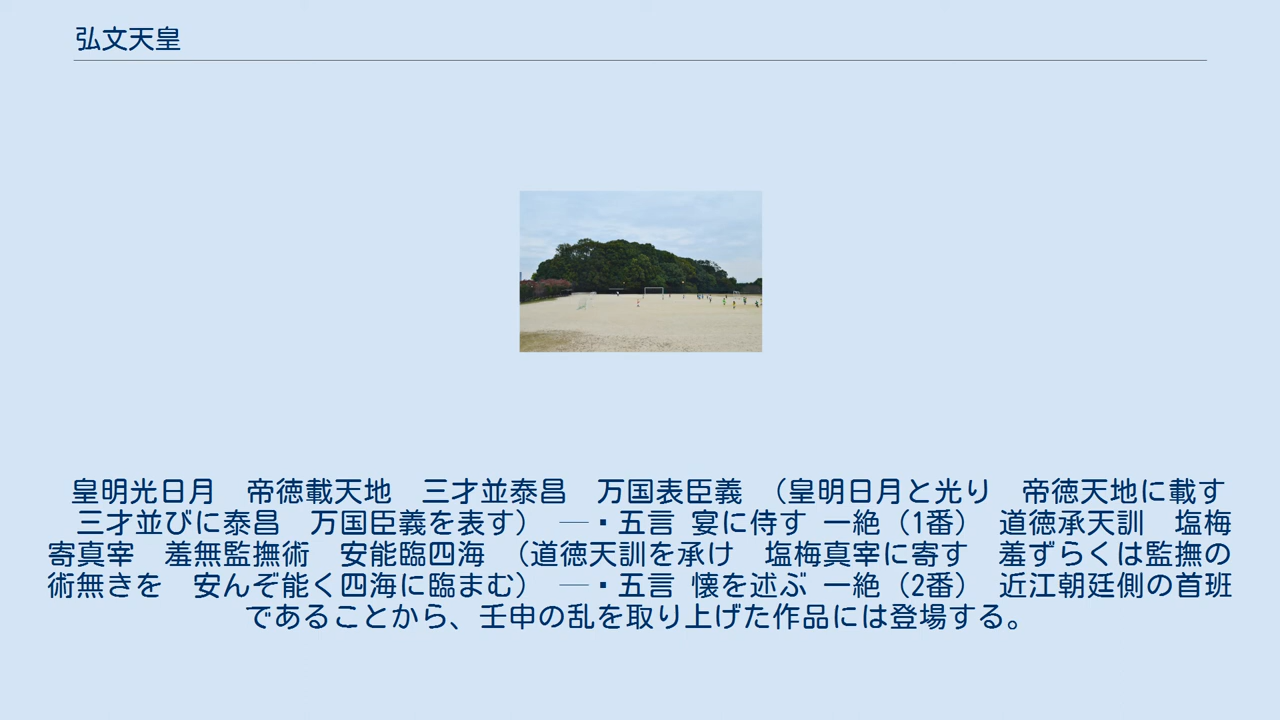 弘文天皇
皇明光日月　帝徳載天地　三才並泰昌　万国表臣義　（皇明日月と光り　帝徳天地に載す
三才並びに泰昌　万国臣義を表す）　─・五言 宴に侍す 一絶（1番）　道徳承天訓　塩梅
寄真宰　羞無監撫術　安能臨四海　（道徳天訓を承け　塩梅真宰に寄す　羞ずらくは監撫の
術無きを　安んぞ能く四海に臨まむ）　─・五言 懐を述ぶ 一絶（2番）　近江朝廷側の首班
であることから、壬申の乱を取り上げた作品には登場する。